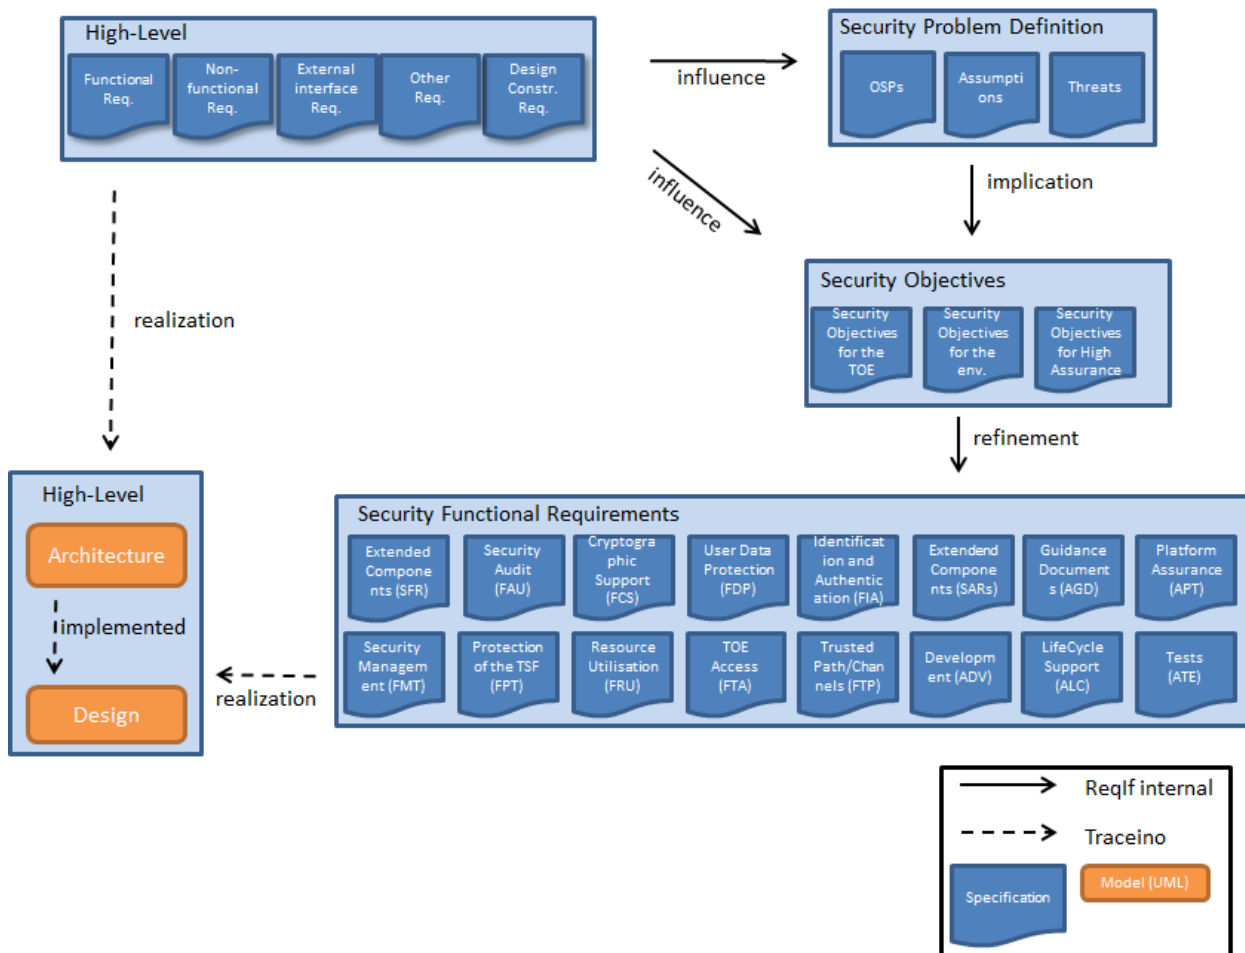 High-Level
Functional
Req.
Non-
functional
Req.
External
interface
Req.
Other
Req.
Design
Constr.
Req.
influence
Security Problem Definition
OSPs
Assumpti
ons
Threats
influence
implication
realization
Security Objectives
Security
Objectives
for the
TOE
Security
Objectives
for the
env.
Security
Objectives
for High
Assurance
refinement
High-Level
Architecture
implemented
Design
realization
Security Functional Requirements
Extended
Compone
nts (SFR)
Security
Audit
(FAU)
Cryptogra
phic
Support
(FCS)
User Data
Protection
(FDP)
Identificat
ion and
Authentic
ation (FIA)
Extendend
Compone
nts (SARs)
Guidance
Document
s (AGD)
Platform
Assurance
(APT)
Security
Managem
ent (FMT)
Protection
of the TSF
(FPT)
Resource
Utilisation
(FRU)
TOE
Access
(FTA)
Trusted
Path/Chan
nels (FTP)
Developm
ent (ADV)
LifeCycle
Support
(ALC)
Tests
(ATE)
ReqIf internal
Traceino
Specification
Model (UML)